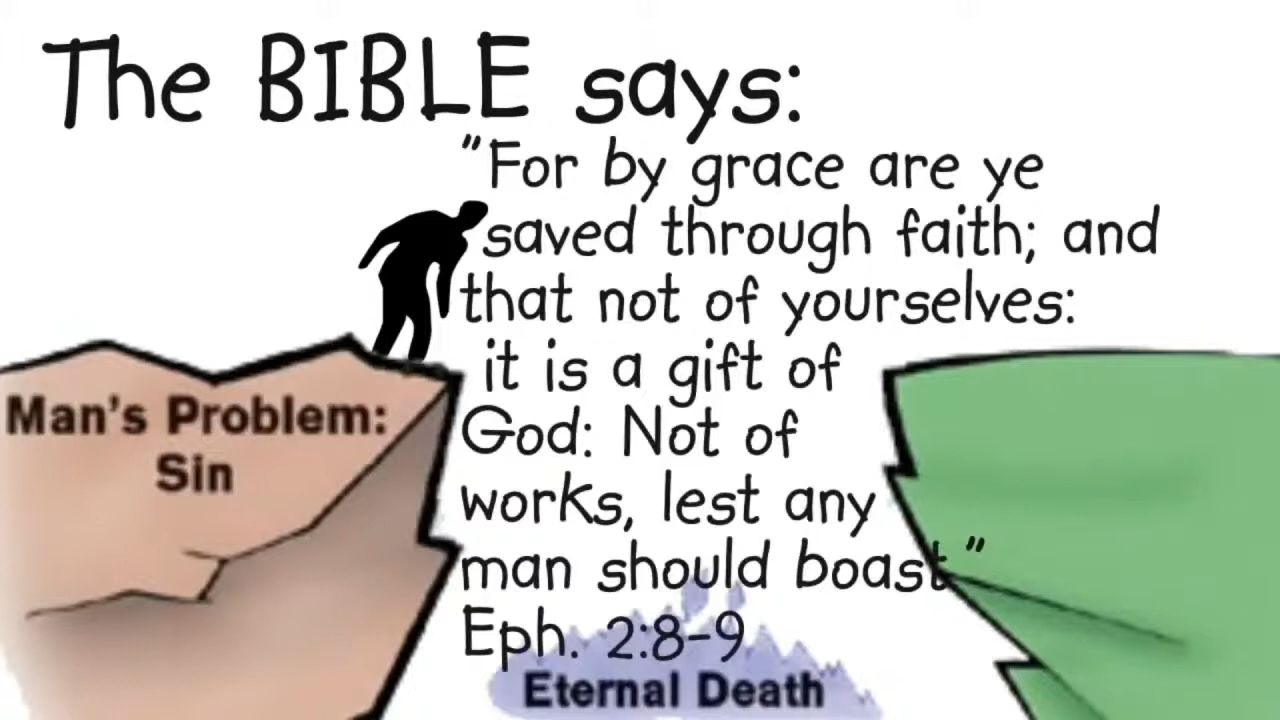 The BIBLE says:
"For by grace are ye
saved through faith; and
that not of yourselves:
it is a gift of
God: Not of
works, lest any
man should boast."
Eph. 2:8-9
Man's Problem:
Sin
Eternal Death